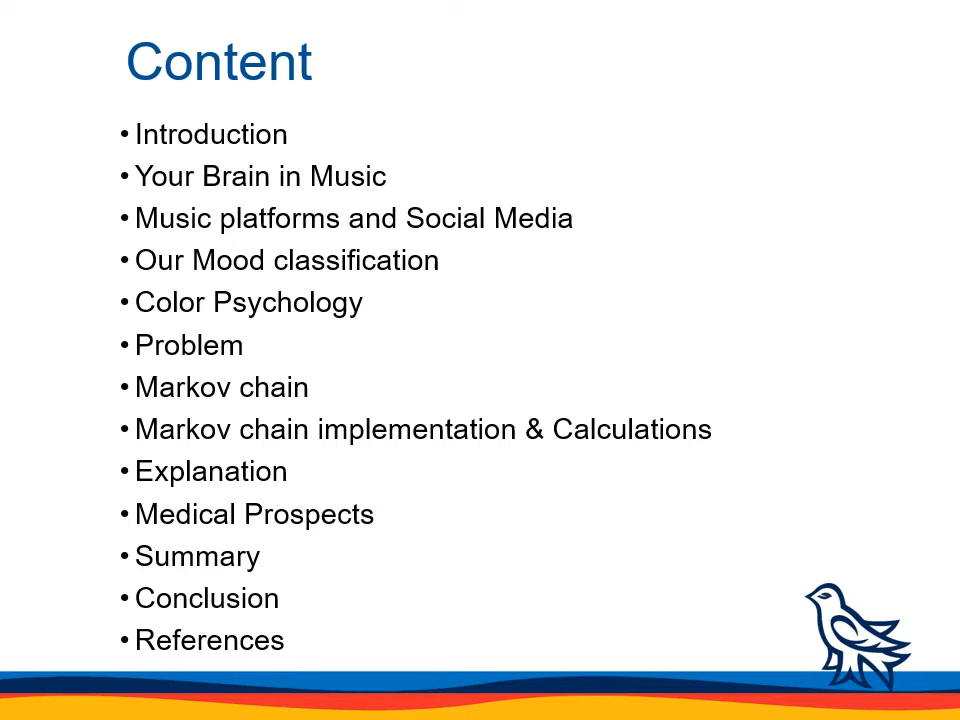 Content
• Introduction
• Your Brain in Music
• Music platforms and Social Media
• Our Mood classification
• Color Psychology
• Problem
• Markov chain
• Markov chain implementation & Calculations
• Explanation
• Medical Prospects
• Summary
• Conclusion
• References